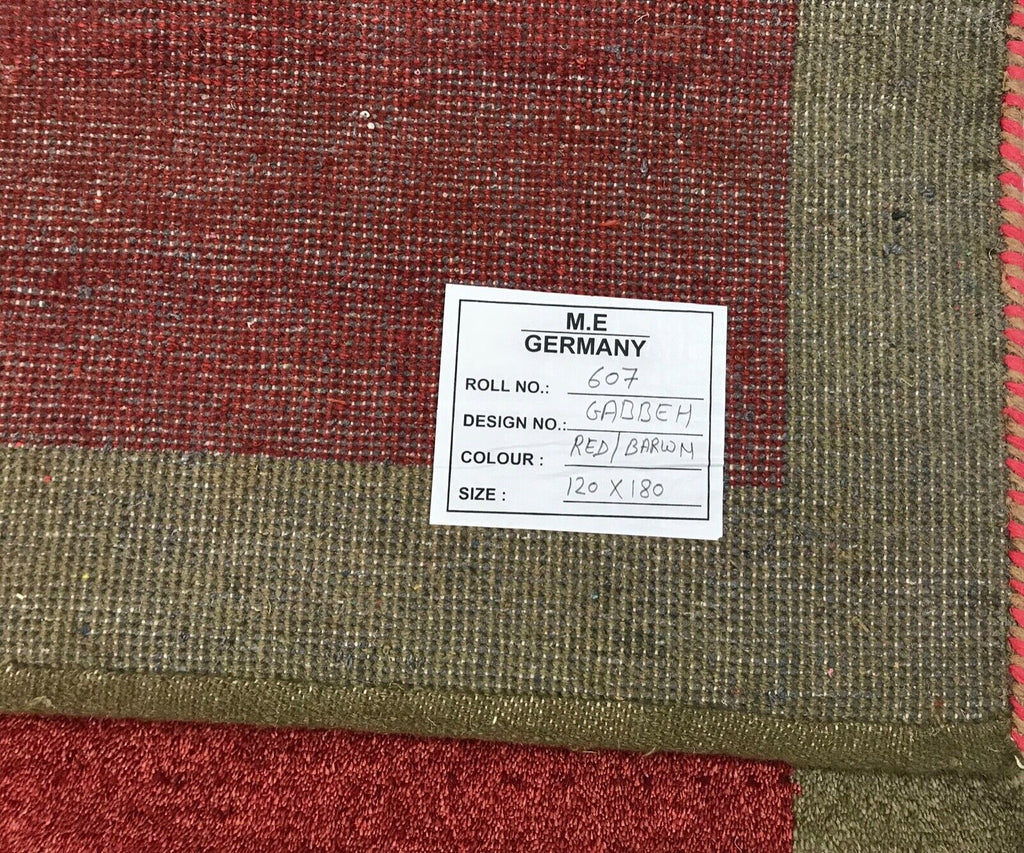 M.E
GERMANY
ROLL NO.: 607
DESIGN NO.: GABBEH
COLOUR : RED/BARWN
SIZE : 120 X 180